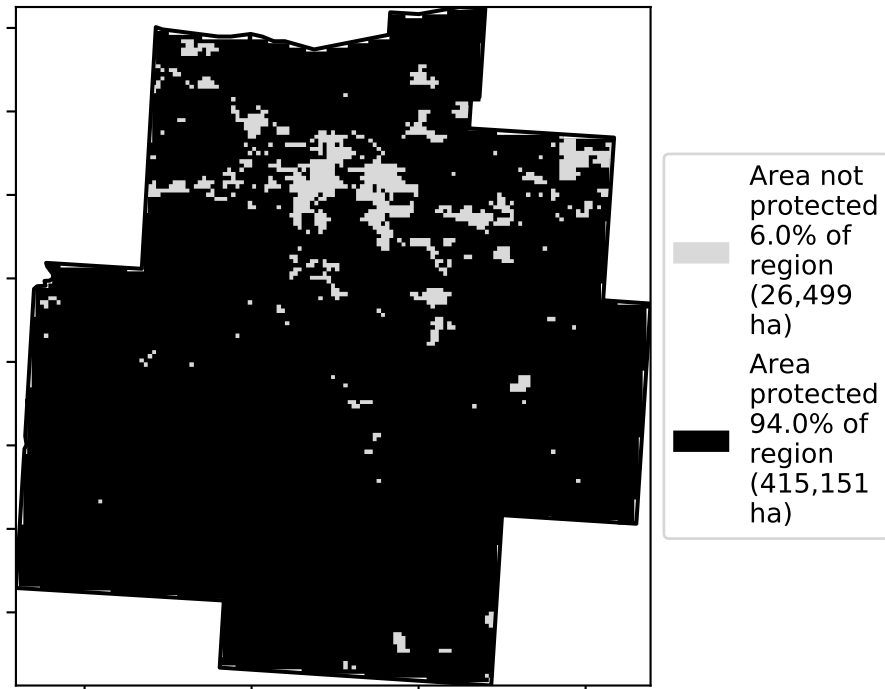 Area not
protected
6.0% of
region
(26,499
ha)
Area
protected
94.0% of
region
(415,151
ha)